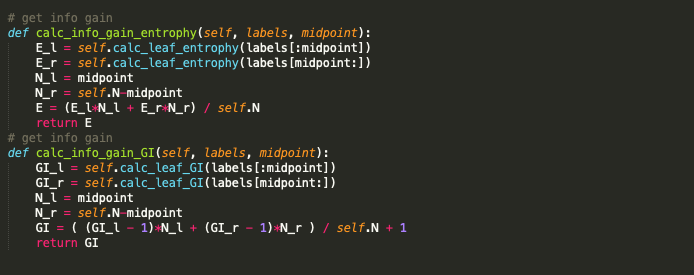 # get info gain
def calc_info_gain_entrophy(self, labels, midpoint):
    E_l = self.calc_leaf_entrophy(labels[:midpoint])
    E_r = self.calc_leaf_entrophy(labels[midpoint:])
    N_l = midpoint
    N_r = self.N-midpoint
    E = (E_l*N_l + E_r*N_r) / self.N
    return E
# get info gain
def calc_info_gain_GI(self, labels, midpoint):
    GI_l = self.calc_leaf_GI(labels[:midpoint])
    GI_r = self.calc_leaf_GI(labels[midpoint:])
    N_l = midpoint
    N_r = self.N-midpoint
    GI = ( (GI_l - 1)*N_l + (GI_r - 1)*N_r ) / self.N + 1
    return GI